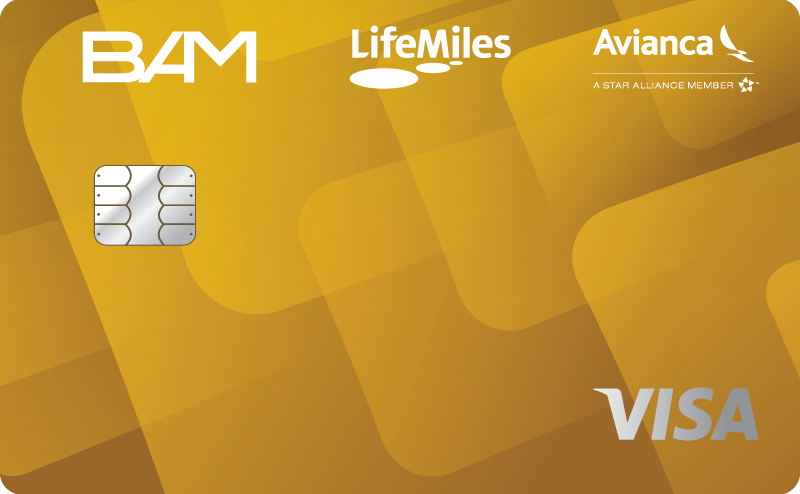 BAM
LifeMiles
Avianca
A STAR ALLIANCE MEMBER
VISA